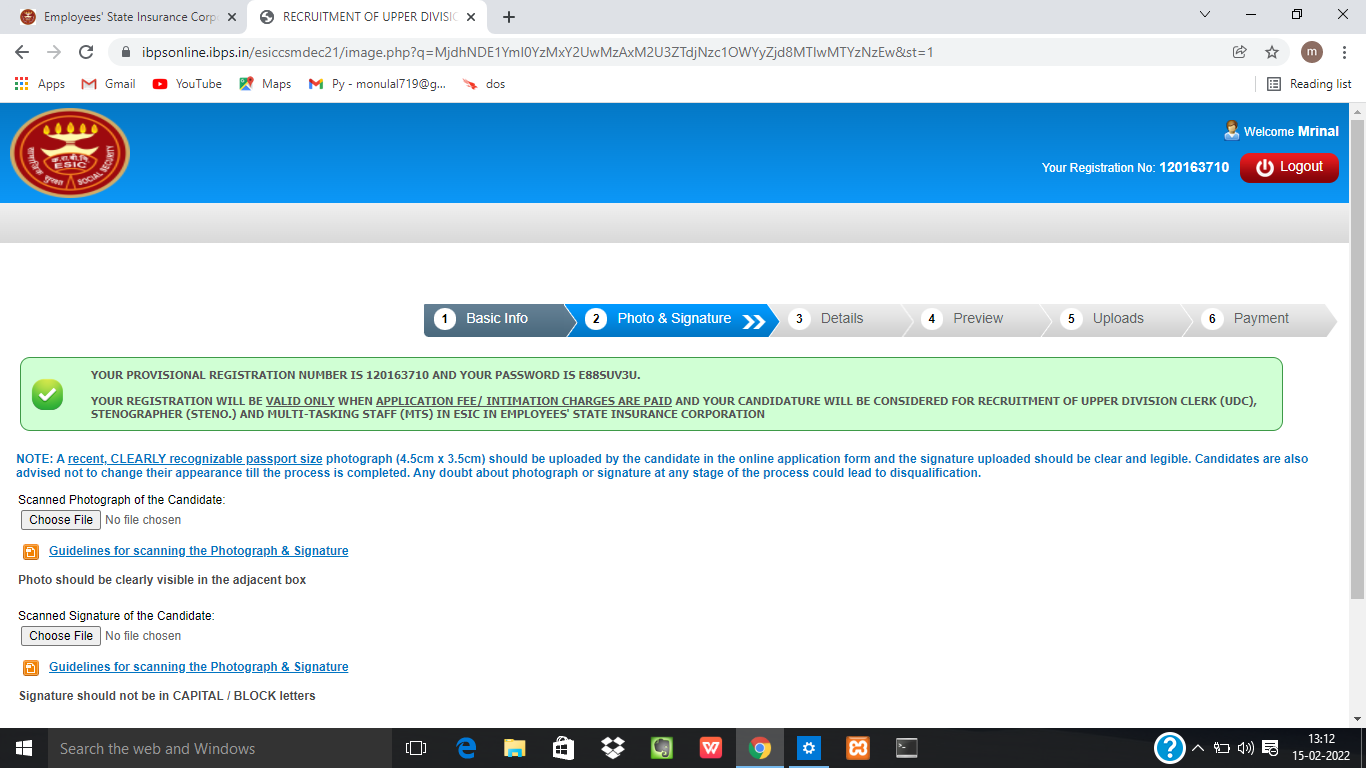 Employees' State Insurance Corp
RECRUITMENT OF UPPER DIVISIO
ibpsonline.ibps.in/esiccsmdec21/image.php?q=MjdhNDE1YmI0YzMxY2UwMzAxM2U3ZTdjNzc1OWYyZjd8MTIwMTYzNzEw&st=1
m
Apps
Gmail
YouTube
Maps
Py - monulal719@g...
dos
Reading list
ESIC
SOCIAL SECURITY
Welcome Mrinal
Your Registration No: 120163710
Logout
1 Basic Info
2 Photo & Signature
3 Details
4 Preview
5 Uploads
6 Payment
YOUR PROVISIONAL REGISTRATION NUMBER IS 120163710 AND YOUR PASSWORD IS E88SUV3U.
YOUR REGISTRATION WILL BE VALID ONLY WHEN APPLICATION FEE/ INTIMATION CHARGES ARE PAID AND YOUR CANDIDATURE WILL BE CONSIDERED FOR RECRUITMENT OF UPPER DIVISION CLERK (UDC),
STENOGRAPHER (STENO.) AND MULTI-TASKING STAFF (MTS) IN ESIC IN EMPLOYEES' STATE INSURANCE CORPORATION
NOTE: A recent, CLEARLY recognizable passport size photograph (4.5cm x 3.5cm) should be uploaded by the candidate in the online application form and the signature uploaded should be clear and legible. Candidates are also
advised not to change their appearance till the process is completed. Any doubt about photograph or signature at any stage of the process could lead to disqualification.
Scanned Photograph of the Candidate:
Choose File No file chosen
Guidelines for scanning the Photograph & Signature
Photo should be clearly visible in the adjacent box
Scanned Signature of the Candidate:
Choose File No file chosen
Guidelines for scanning the Photograph & Signature
Signature should not be in CAPITAL / BLOCK letters
Search the web and Windows
13:12
15-02-2022